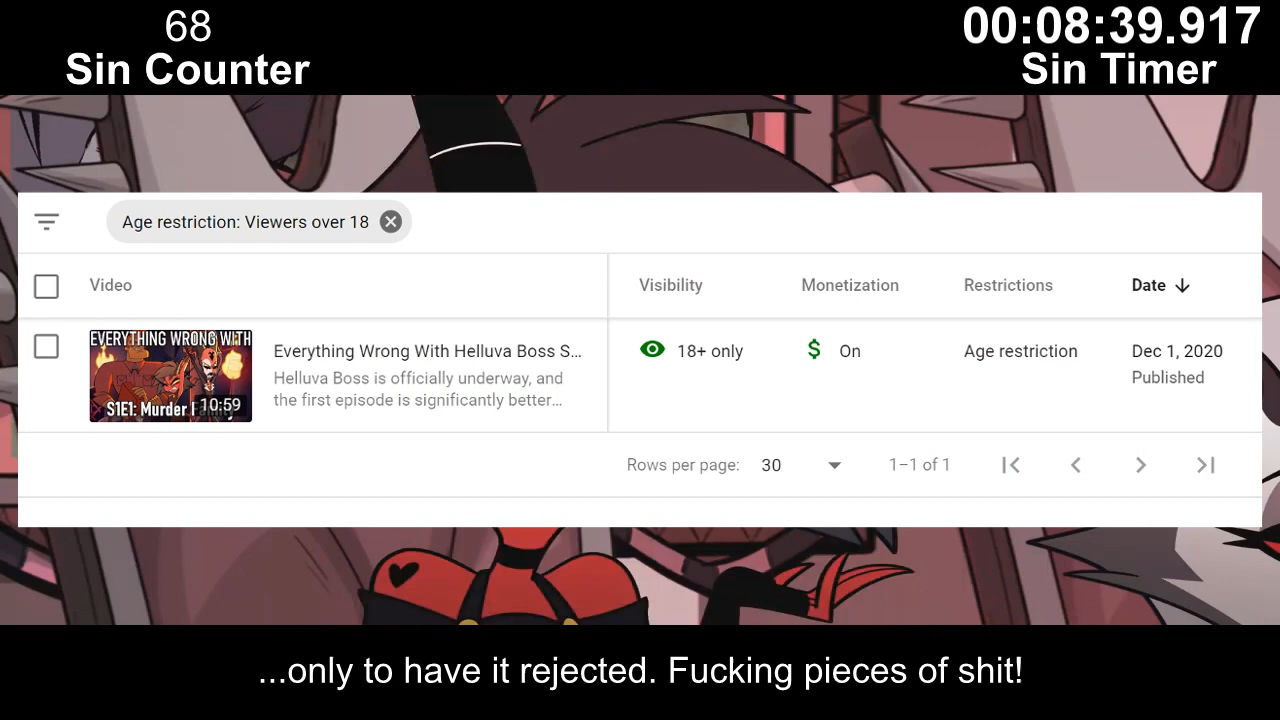 68
Sin Counter
00:08:39.917
Sin Timer
Age restriction: Viewers over 18
Video
Visibility
Monetization
Restrictions
Date
EVERYTHING WRONG WITH
S1E1: Murder Family
10:59
Everything Wrong With Helluva Boss S...
Helluva Boss is officially underway, and
the first episode is significantly better...
18+ only
$
On
Age restriction
Dec 1, 2020
Published
Rows per page:
30
1–1 of 1
...only to have it rejected. Fucking pieces of shit!